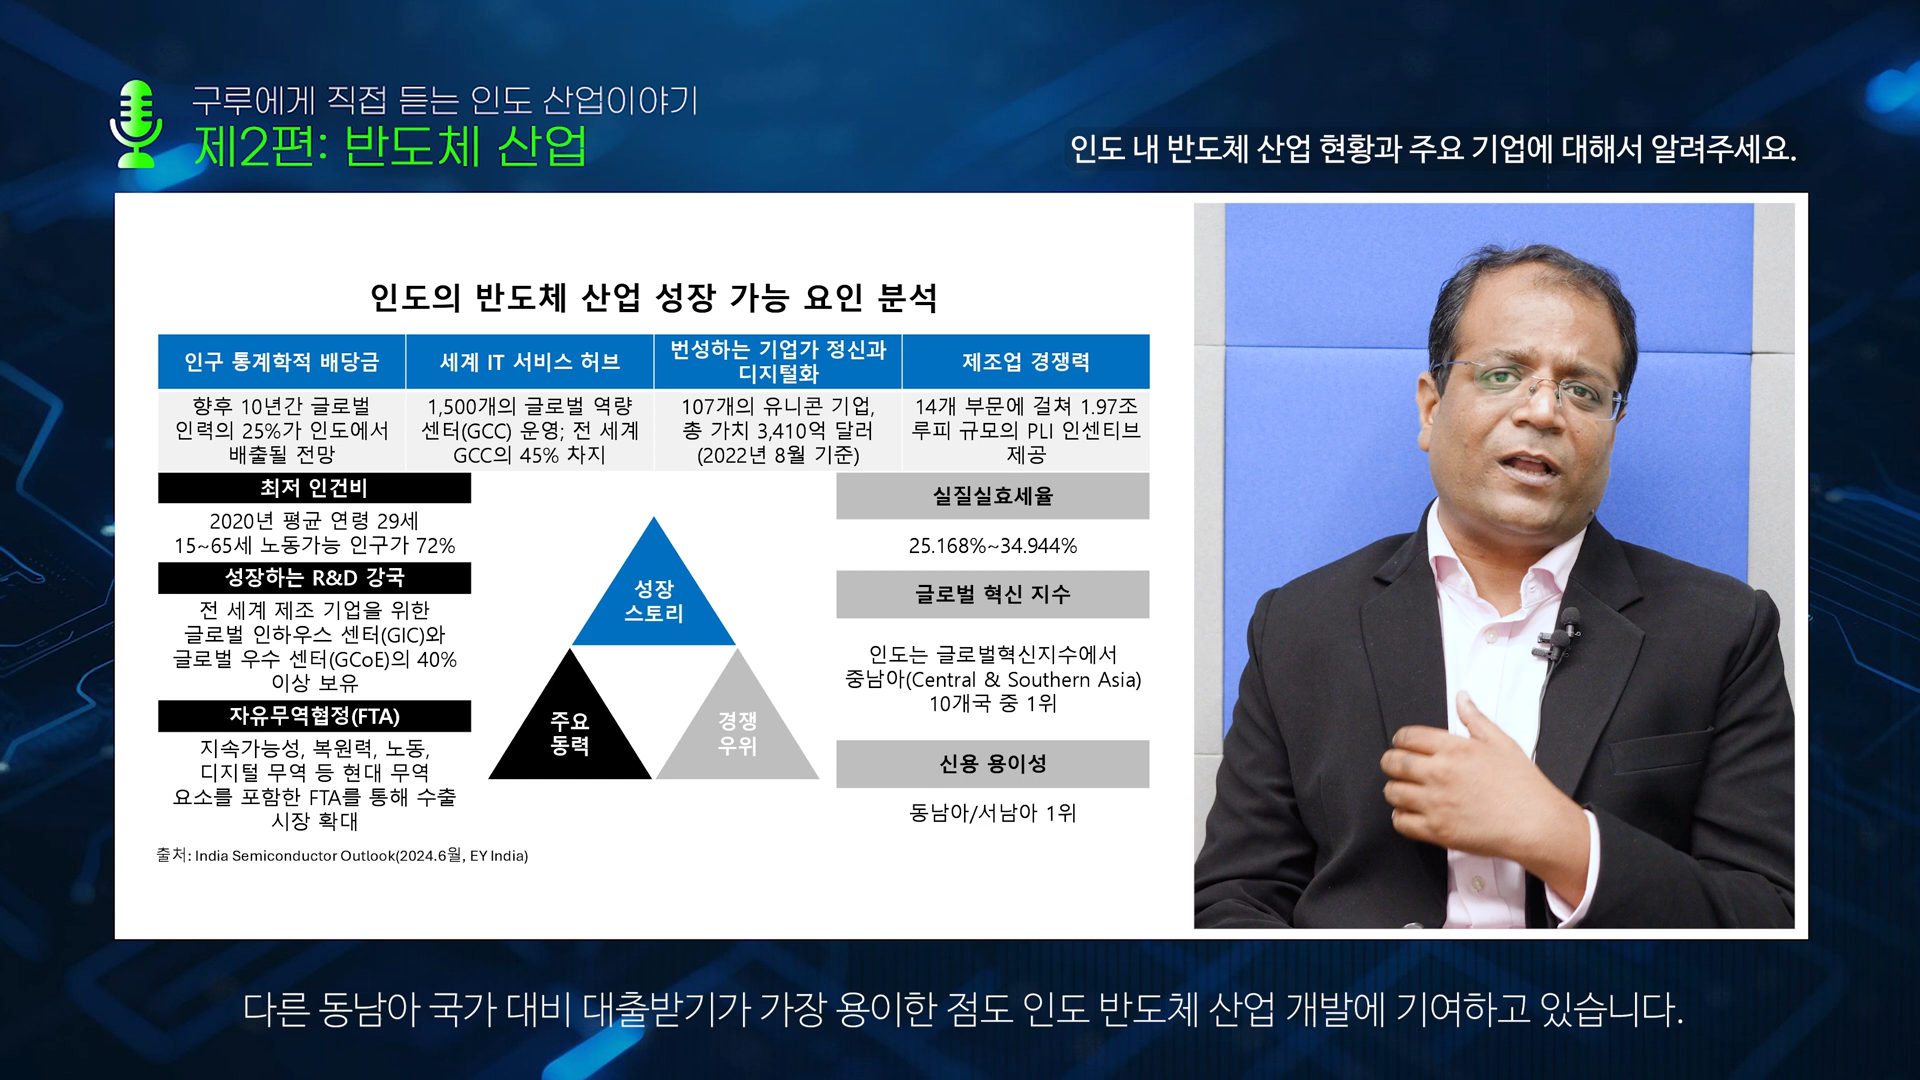 구루에게 직접 듣는 인도 산업이야기
제2편: 반도체 산업
인도 내 반도체 산업 현황과 주요 기업에 대해서 알려주세요.
인도의 반도체 산업 성장 가능 요인 분석
인구 통계학적 배당금
세계 IT 서비스 허브
번성하는 기업가 정신과
디지털화
제조업 경쟁력
향후 10년간 글로벌
인력의 25%가 인도에서
배출될 전망
1,500개의 글로벌 역량
센터(GCC) 운영; 전 세계
GCC의 45% 차지
107개의 유니콘 기업,
총 가치 3,410억 달러
(2022년 8월 기준)
14개 부문에 걸쳐 1.97조
루피 규모의 PLI 인센티브
제공
최저 인건비
2020년 평균 연령 29세
15~65세 노동가능 인구가 72%
성장하는 R&D 강국
전 세계 제조 기업을 위한
글로벌 인하우스 센터(GIC)와
글로벌 우수 센터(GCoE)의 40%
이상 보유
자유무역협정(FTA)
지속가능성, 복원력, 노동,
디지털 무역 등 현대 무역
요소를 포함한 FTA를 통해 수출
시장 확대
성장
스토리
주요
동력
경쟁
우위
실질실효세율
25.168%~34.944%
글로벌 혁신 지수
인도는 글로벌혁신지수에서
중남아(Central & Southern Asia)
10개국 중 1위
신용 용이성
동남아/서남아 1위
출처: India Semiconductor Outlook(2024.6월, EY India)
다른 동남아 국가 대비 대출받기가 가장 용이한 점도 인도 반도체 산업 개발에 기여하고 있습니다.